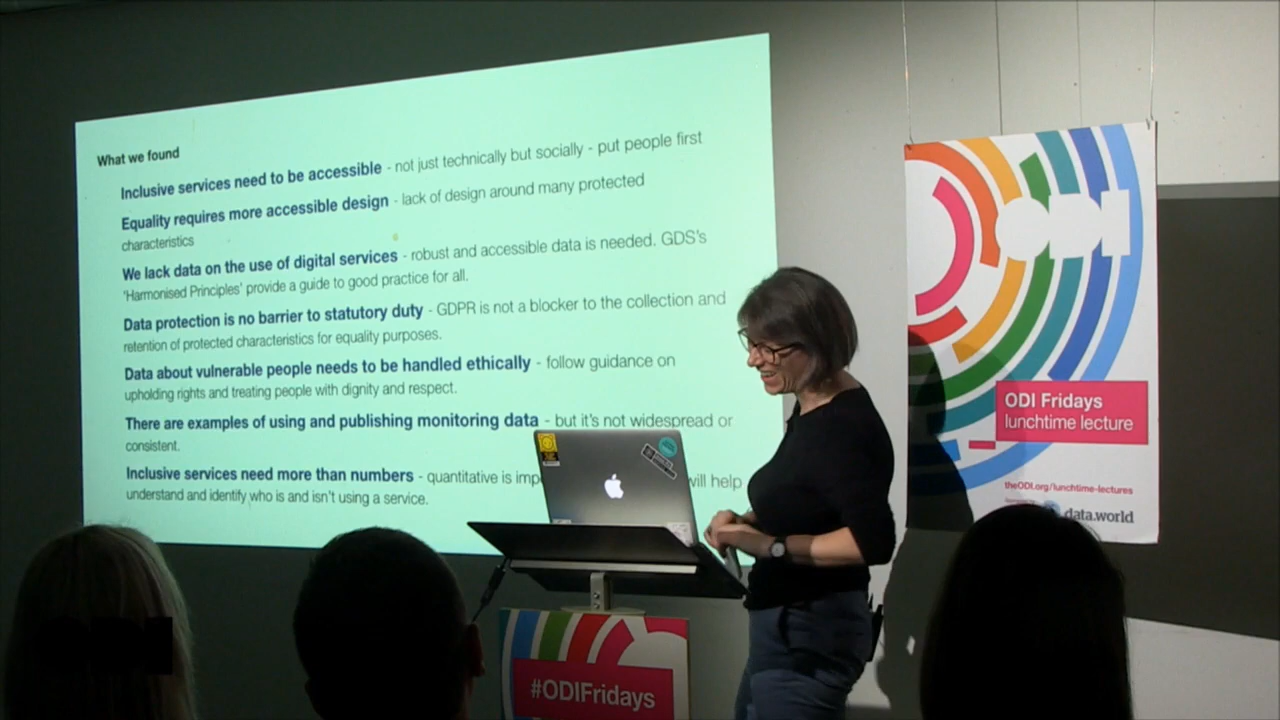 What we found
Inclusive services need to be accessible - not just technically but socially - put people first
Equality requires more accessible design - lack of design around many protected
characteristics
We lack data on the use of digital services - robust and accessible data is needed. GDS's
'Harmonised Principles' provide a guide to good practice for all.
Data protection is no barrier to statutory duty - GDPR is not a blocker to the collection and
retention of protected characteristics for equality purposes.
Data about vulnerable people needs to be handled ethically - follow guidance on
upholding rights and treating people with dignity and respect.
There are examples of using and publishing monitoring data - but it's not widespread or
consistent.
Inclusive services need more than numbers - quantitative is imp will help
understand and identify who is and isn't using a service.
ODI Fridays
lunchtime lecture
theODI.org/lunchtime-lectures
data.world
#ODIFridays